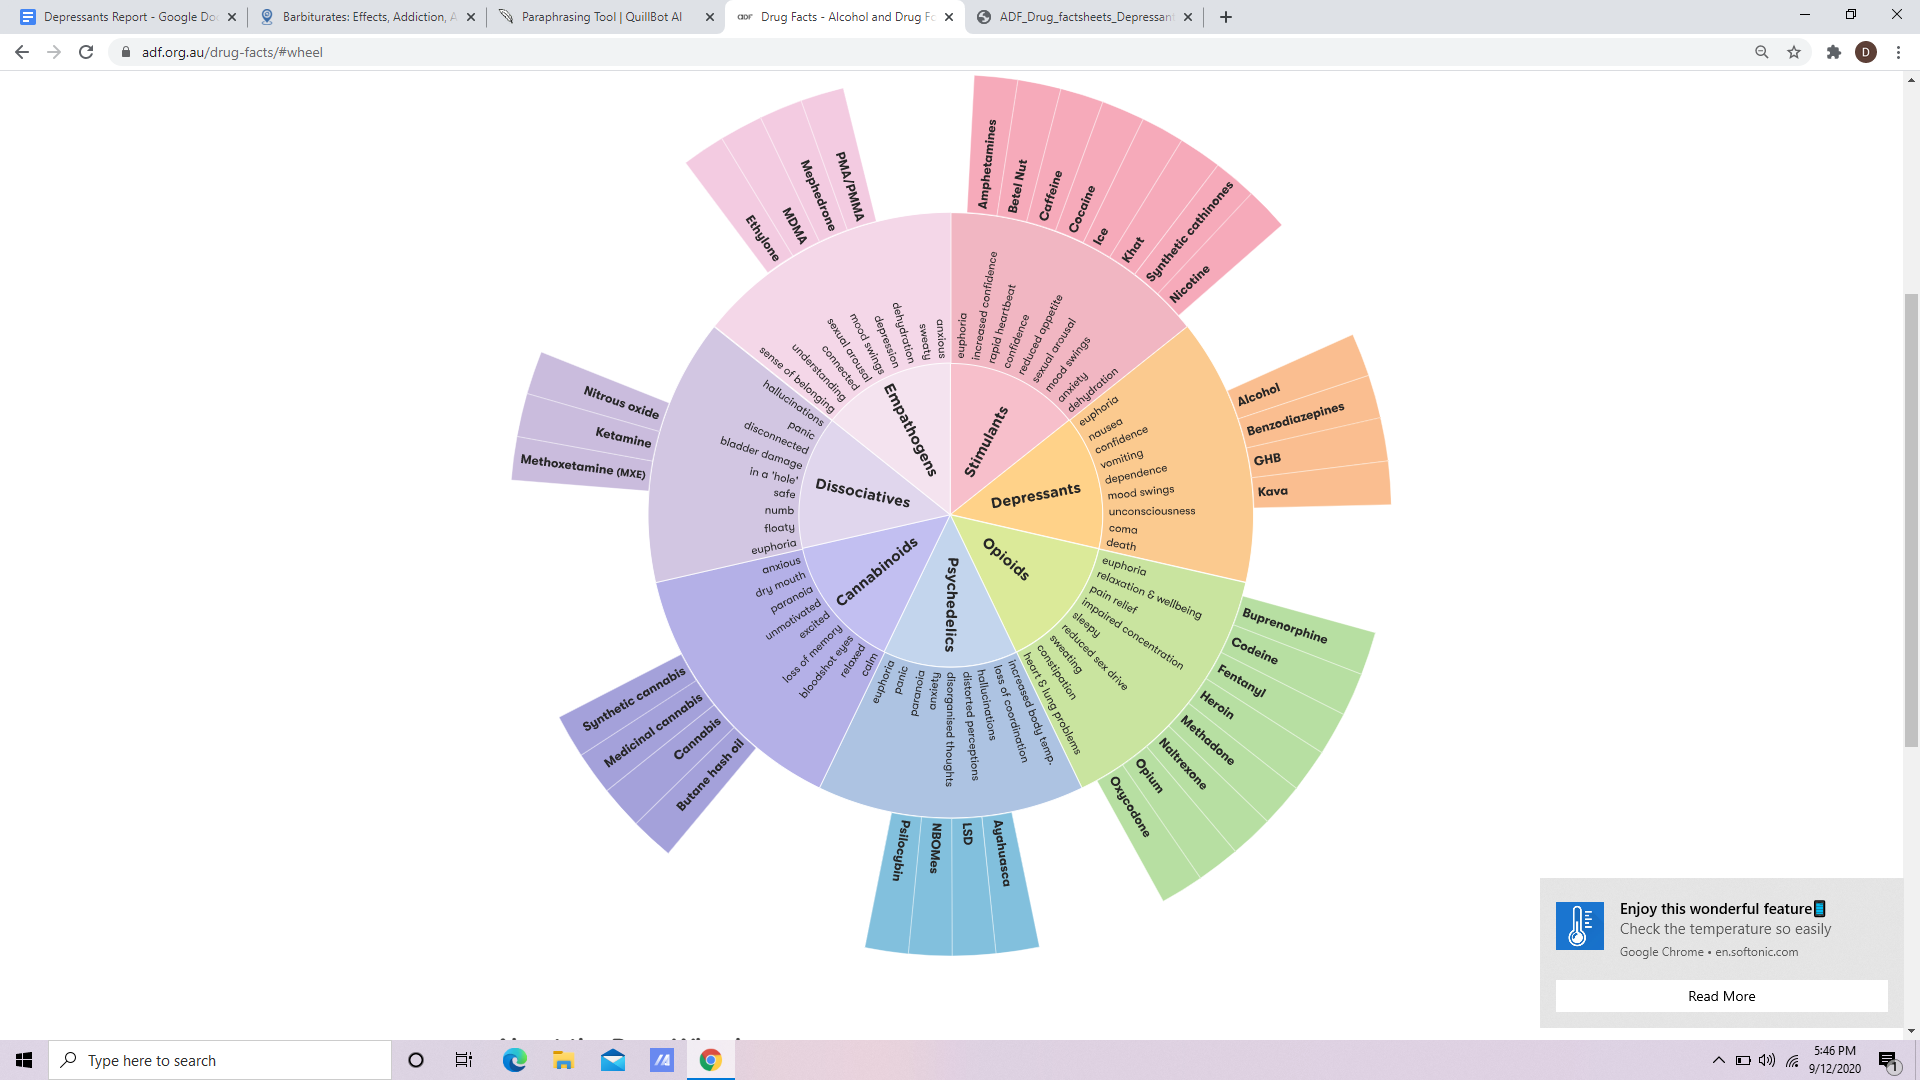 Depressants Report - Google Do
Barbiturates: Effects, Addiction, A
Paraphrasing Tool | QuillBot AI
adf
Drug Facts - Alcohol and Drug Fo
ADF_Drug_factsheets_Depressant
adf.org.au/drug-facts/#wheel
D
Empathogens
Ethylone
MDMA
Mephedrone
PMA/PMMA
sense of belonging
understanding
connected
sexual arousal
mood swings
depression
dehydration
sweaty
anxious
Stimulants
Amphetamines
Betel Nut
Caffeine
Cocaine
Ice
Khat
Synthetic cathinones
Nicotine
euphoria
increased confidence
rapid heartbeat
confidence
reduced appetite
sexual arousal
mood swings
anxiety
dehydration
Depressants
Alcohol
Benzodiazepines
GHB
Kava
euphoria
nausea
confidence
vomiting
dependence
mood swings
unconsciousness
coma
death
Opioids
Buprenorphine
Codeine
Fentanyl
Heroin
Methadone
Naltrexone
Opium
Oxycodone
euphoria
relaxation & wellbeing
pain relief
impaired concentration
sleepy
reduced sex drive
sweating
constipation
heart & lung problems
Psychedelics
Psilocybin
NBOMes
LSD
Ayahuasca
euphoria
panic
paranoia
anxiety
disorganised thoughts
distorted perceptions
hallucinations
loss of coordination
increased body temp.
Cannabinoids
Synthetic cannabis
Medicinal cannabis
Cannabis
Butane hash oil
anxious
dry mouth
paranoia
unmotivated
excited
loss of memory
bloodshot eyes
relaxed
calm
Dissociatives
Nitrous oxide
Ketamine
Methoxetamine (MXE)
hallucinations
panic
disconnected
bladder damage
in a 'hole'
safe
numb
floaty
euphoria
Enjoy this wonderful feature
Check the temperature so easily
Google Chrome • en.softonic.com
Read More
Type here to search
5:46 PM
9/12/2020
1